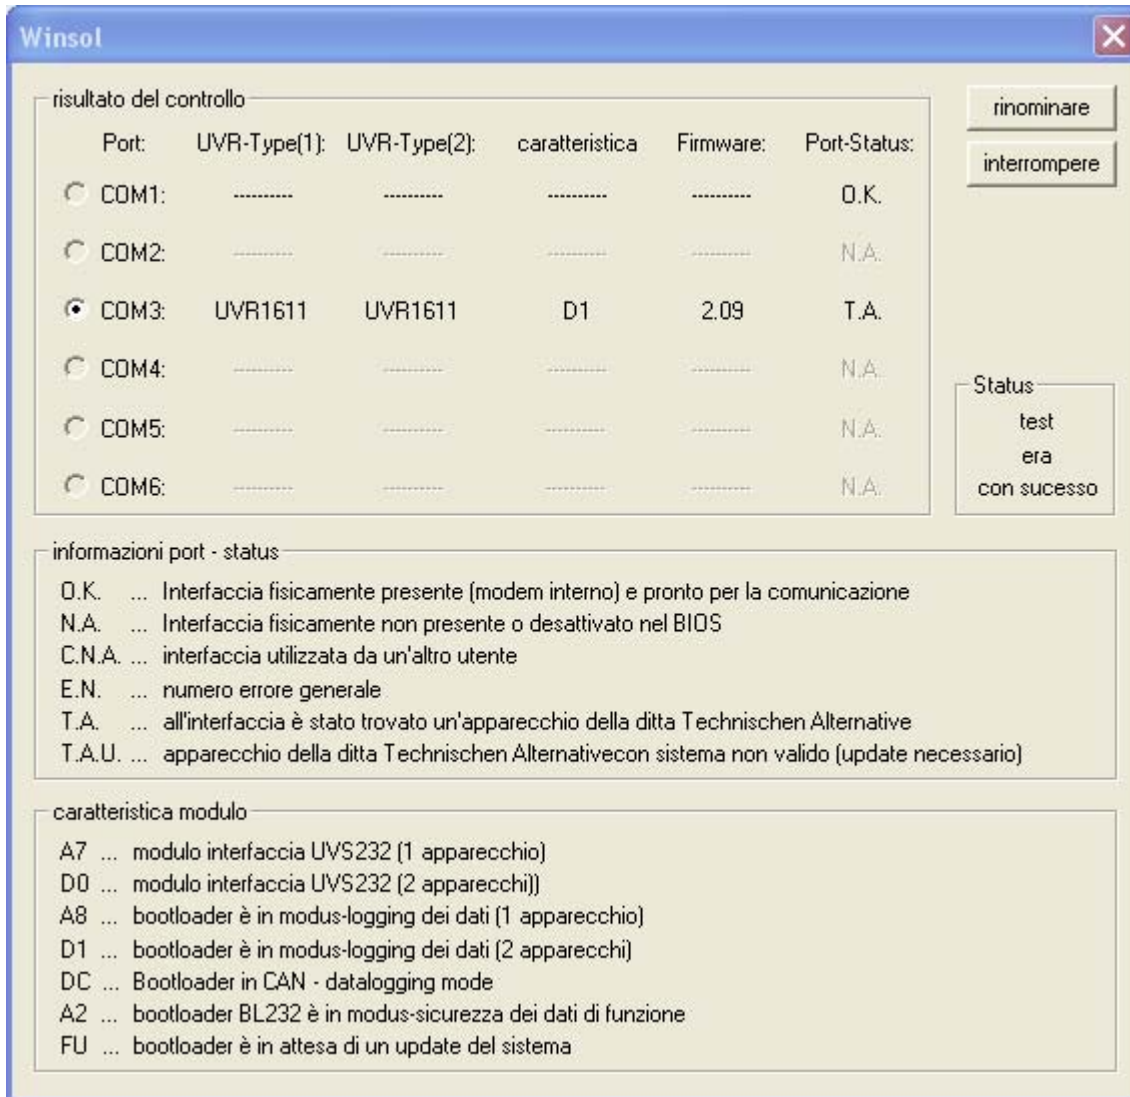 Winsol
risultato del controllo
rinominare
Port: UVR-Type(1): UVR-Type(2): caratteristica Firmware: Port-Status:
interrompere
COM1: ---------- ---------- ---------- ---------- O.K.
COM2: ---------- ---------- ---------- ---------- N.A.
COM3: UVR1611 UVR1611 D1 2.09 T.A.
COM4: ---------- ---------- ---------- ---------- N.A.
COM5: ---------- ---------- ---------- ---------- N.A.
COM6: ---------- ---------- ---------- ---------- N.A.
Status
test
era
con sucesso
informazioni port - status
O.K. ... Interfaccia fisicamente presente (modem interno) e pronto per la comunicazione
N.A. ... Interfaccia fisicamente non presente o desattivato nel BIOS
C.N.A. ... interfaccia utilizzata da un'altro utente
E.N. ... numero errore generale
T.A. ... all'interfaccia è stato trovato un'apparecchio della ditta Technischen Alternative
T.A.U. ... apparecchio della ditta Technischen Alternativecon sistema non valido (update necessario)
caratteristica modulo
A7 ... modulo interfaccia UVS232 (1 apparecchio)
D0 ... modulo interfaccia UVS232 (2 apparecchi))
A8 ... bootloader è in modus-logging dei dati (1 apparecchio)
D1 ... bootloader è in modus-logging dei dati (2 apparecchi)
DC ... Bootloader in CAN - datalogging mode
A2 ... bootloader BL232 è in modus-sicurezza dei dati di funzione
FU ... bootloader è in attesa di un update del sistema